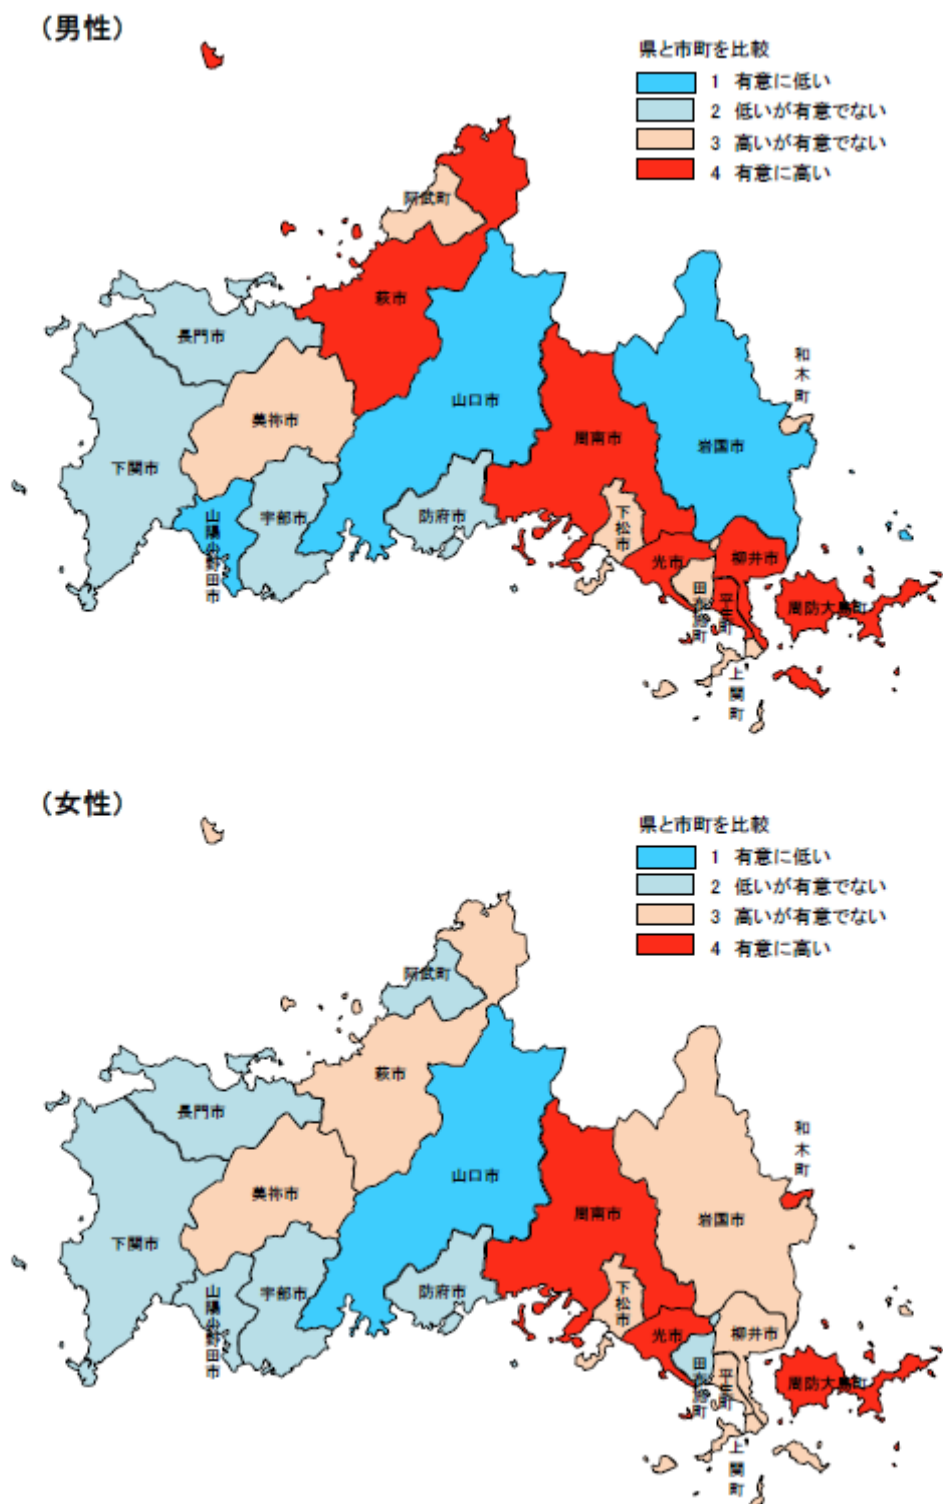 (男性)
県と市町を比較
1 有意に低い
2 低いが有意でない
3 高いが有意でない
4 有意に高い
阿武町
萩市
長門市
和木町
山口市
美祢市
周南市
岩国市
下関市
山陽小野田市
宇部市
防府市
下松市
光市
柳井市
田布施町
平生町
周防大島町
上関町
(女性)
県と市町を比較
1 有意に低い
2 低いが有意でない
3 高いが有意でない
4 有意に高い
阿武町
萩市
長門市
和木町
山口市
美祢市
周南市
岩国市
下関市
山陽小野田市
宇部市
防府市
下松市
光市
柳井市
田布施町
平生町
周防大島町
上関町